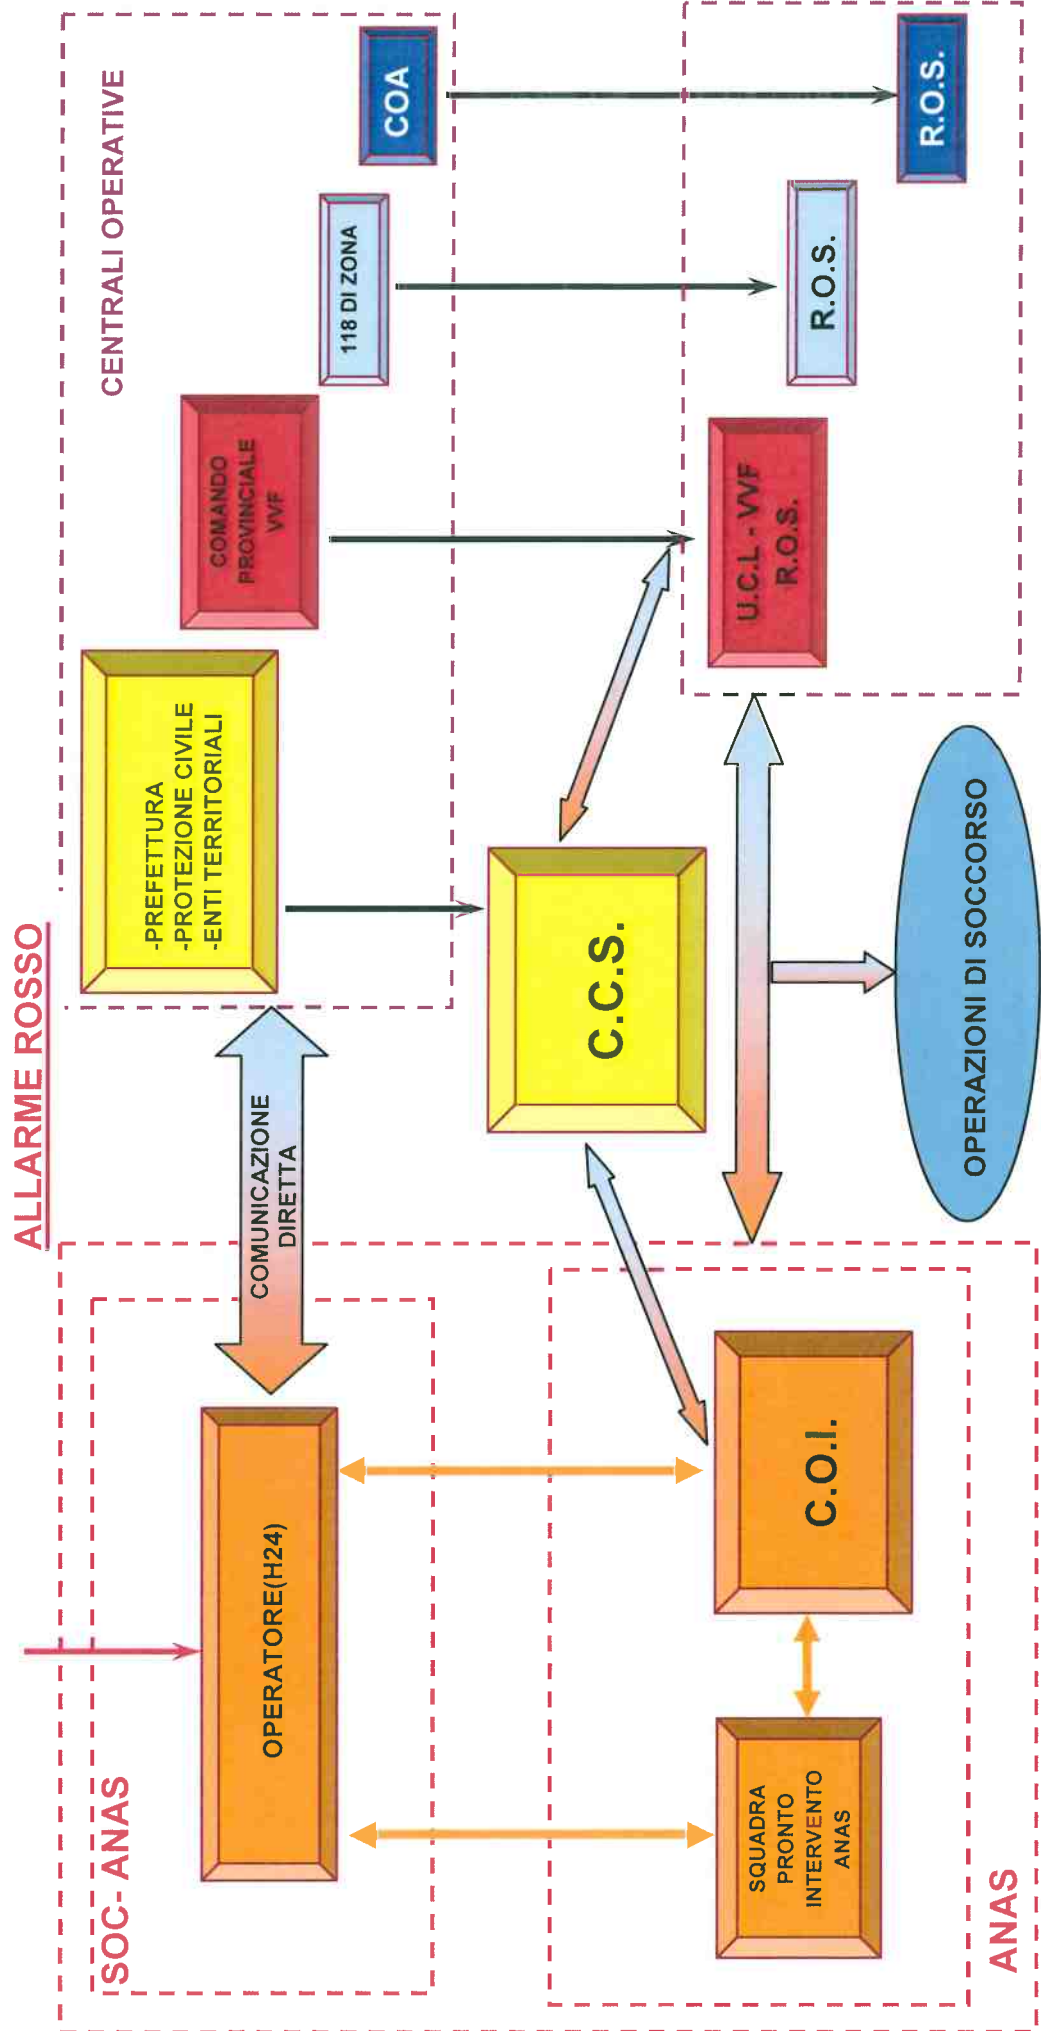 ALLARME ROSSO
SOC- ANAS
OPERATORE(H24)
COMUNICAZIONE
DIRETTA
CENTRALI OPERATIVE
-PREFETTURA
-PROTEZIONE CIVILE
-ENTI TERRITORIALI
COMANDO
PROVINCIALE
VVF
118 DI ZONA
COA
C.C.S.
SQUADRA
PRONTO
INTERVENTO
ANAS
C.O.I.
ANAS
U.C.L - VVF
R.O.S.
R.O.S.
R.O.S.
OPERAZIONI DI SOCCORSO